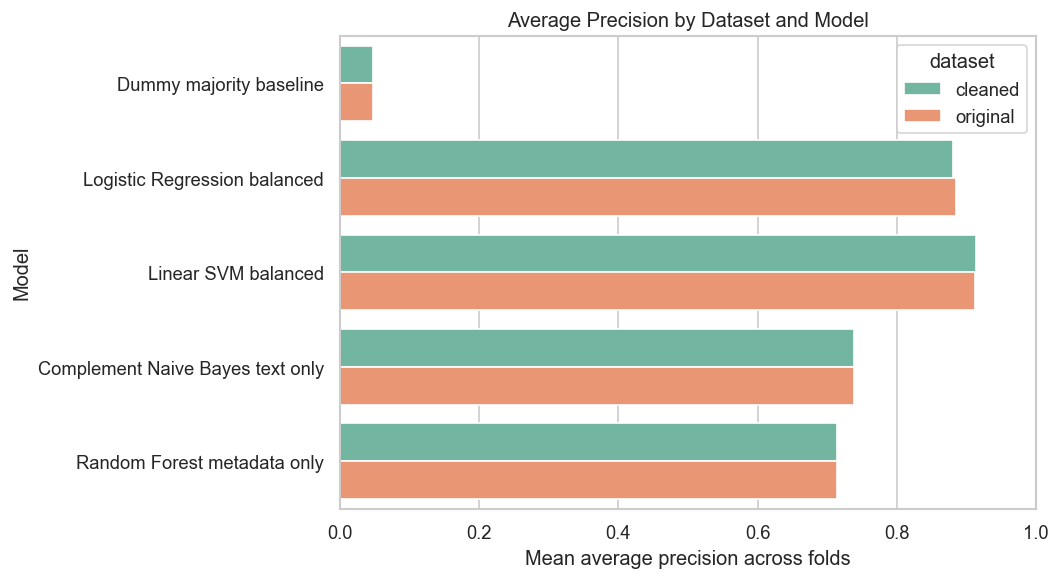 Average Precision by Dataset and Model
dataset
cleaned
original
Model
Dummy majority baseline
Logistic Regression balanced
Linear SVM balanced
Complement Naive Bayes text only
Random Forest metadata only
0.0 0.2 0.4 0.6 0.8 1.0
Mean average precision across folds